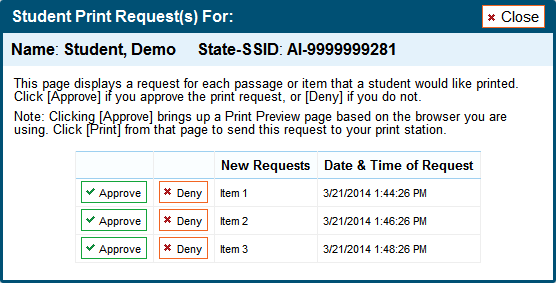 Student Print Request(s) For:
Close
Name: Student, Demo State-SSID: AI-9999999281
This page displays a request for each passage or item that a student would like printed.
Click [Approve] if you approve the print request, or [Deny] if you do not.
Note: Clicking [Approve] brings up a Print Preview page based on the browser you are
using. Click [Print] from that page to send this request to your print station.
New Requests Date & Time of Request
Approve Deny Item 1 3/21/2014 1:44:26 PM
Approve Deny Item 2 3/21/2014 1:46:26 PM
Approve Deny Item 3 3/21/2014 1:48:26 PM